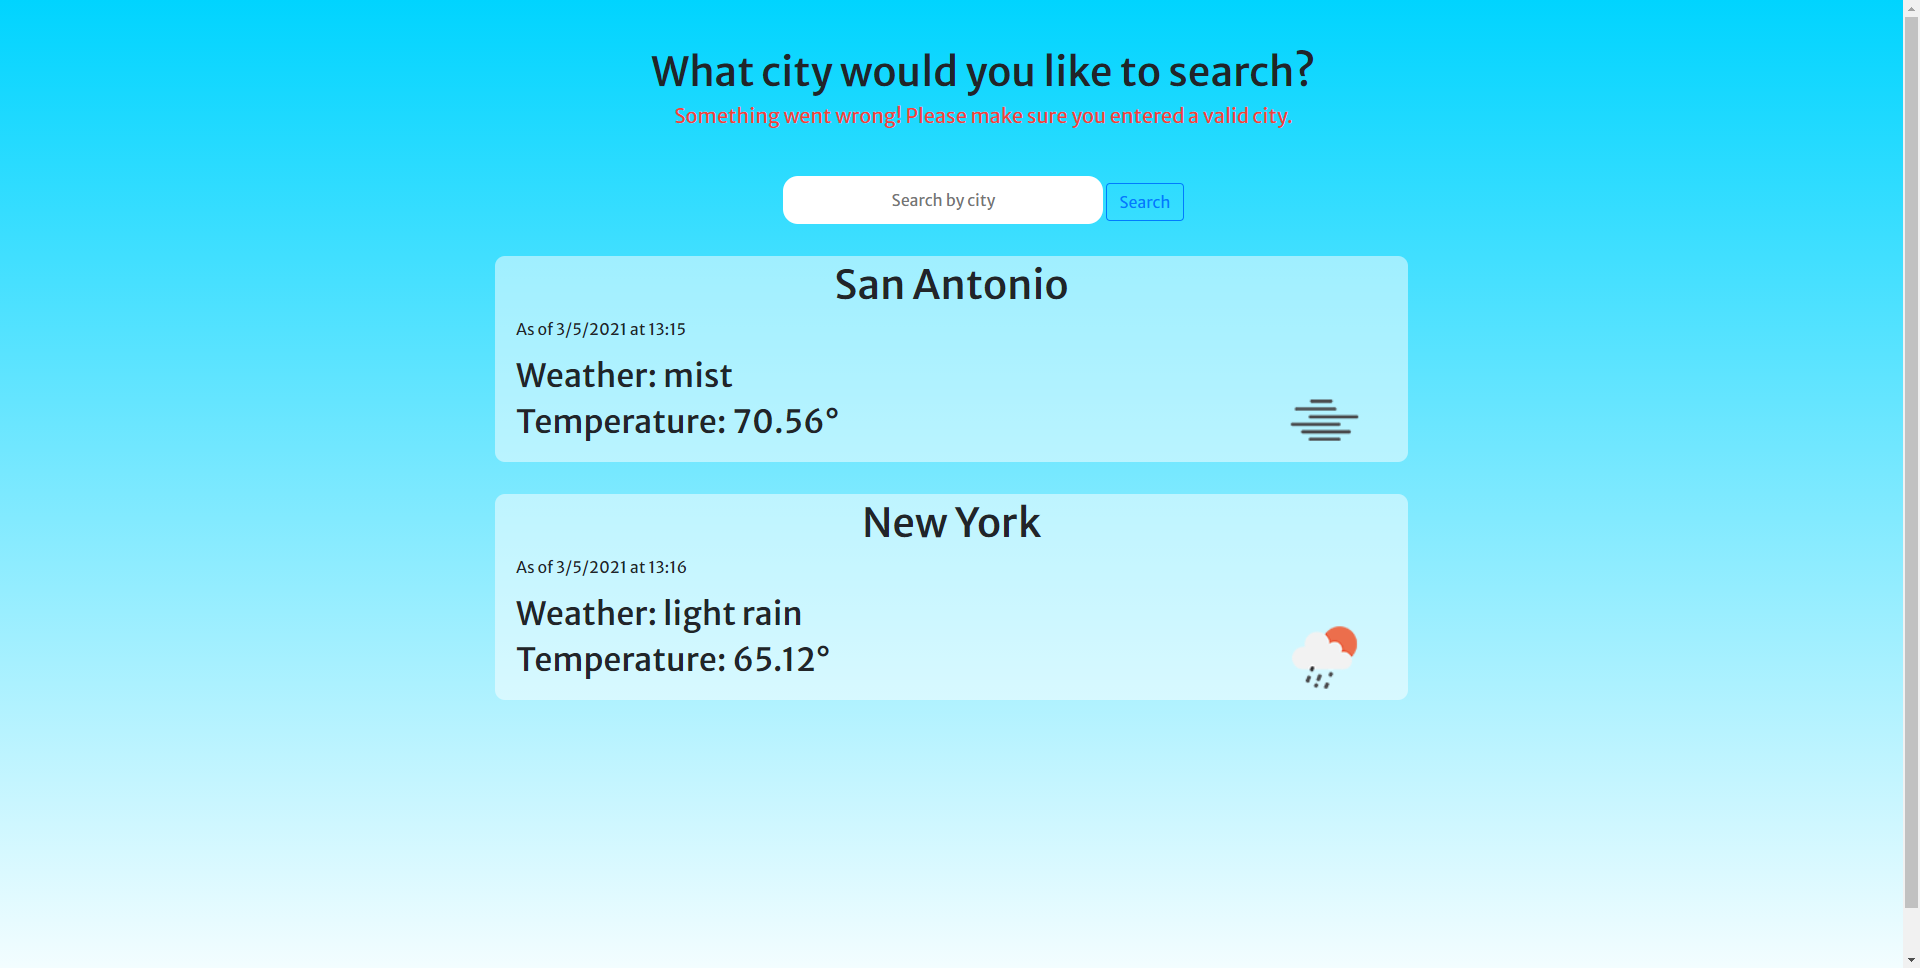 What city would you like to search?
Something went wrong! Please make sure you entered a valid city.
Search by city
Search
San Antonio
As of 3/5/2021 at 13:15
Weather: mist
Temperature: 70.56°
New York
As of 3/5/2021 at 13:16
Weather: light rain
Temperature: 65.12°